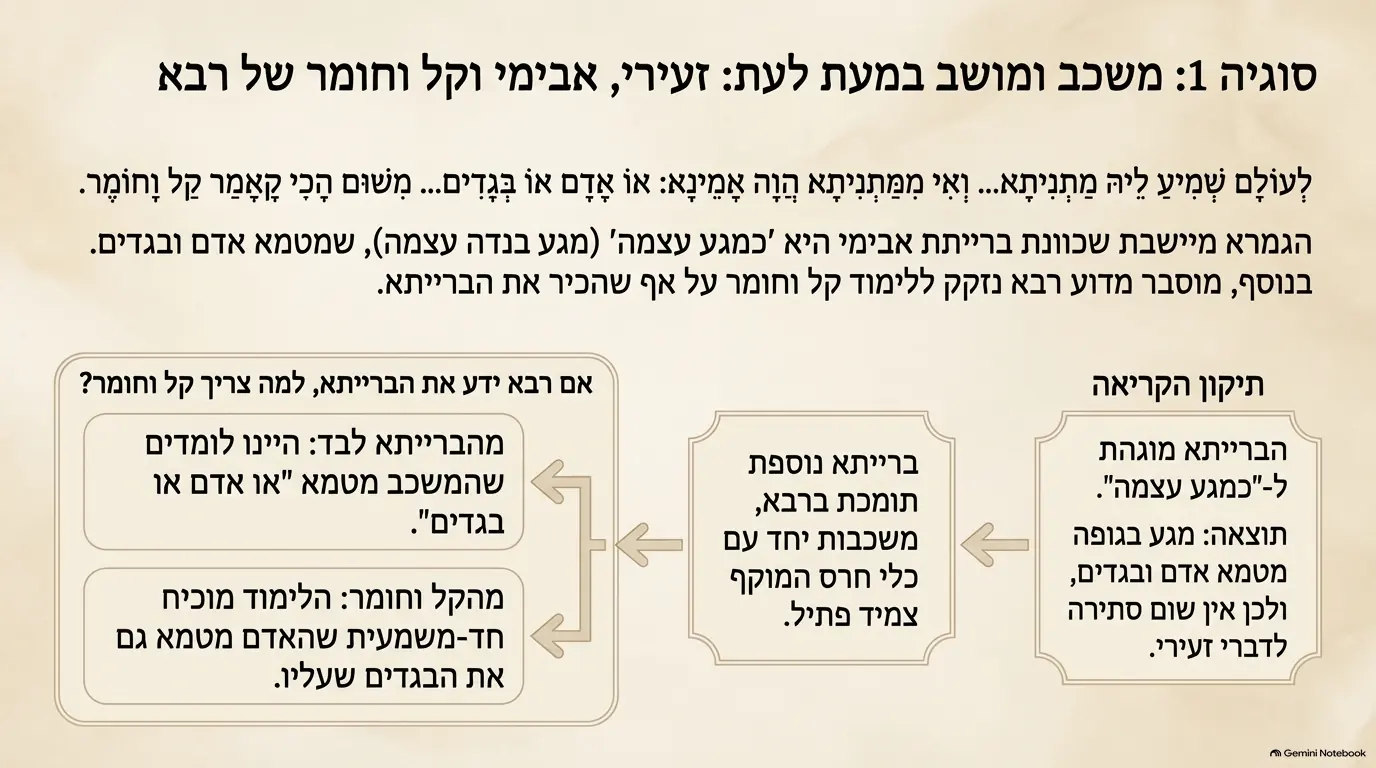 סוגיה 1: משכב ומושב במעת לעת: זעירי, אבימי וקל וחומר של רבא
לְעוֹלָם שְׁמִיעַ לֵיהּ מַתְנִיתָא... וְאִי מִמַּתְנִיתָא הֲוָה אָמֵינָא: אוֹ אָדָם אוֹ בְּגָדִים... מִשּׁוּם הָכִי קָאָמַר קַל וָחוֹמֶר.
הגמרא מיישבת שכוונת ברייתת אבימי היא 'כמגע עצמה' (מגע בנדה עצמה), שמטמא אדם ובגדים.
בנוסף, מוסבר מדוע רבא נזקק ללימוד קל וחומר על אף שהכיר את הברייתא.
תיקון הקריאה
הברייתא מוגהת
ל-"כמגע עצמה".
תוצאה: מגע בגופה
מטמא אדם ובגדים,
ולכן אין שום סתירה
לדברי זעירי.
ברייתא נוספת
תומכת ברבא,
משכבות יחד עם
כלי חרס המוקף
צמיד פתיל.
אם רבא ידע את הברייתא, למה צריך קל וחומר?
מהברייתא לבד: היינו לומדים
שהמשכב מטמא "או אדם או
בגדים".
מהקל וחומר: הלימוד מוכיח
חד-משמעית שהאדם מטמא גם
את הבגדים שעליו.
Gemini Notebook